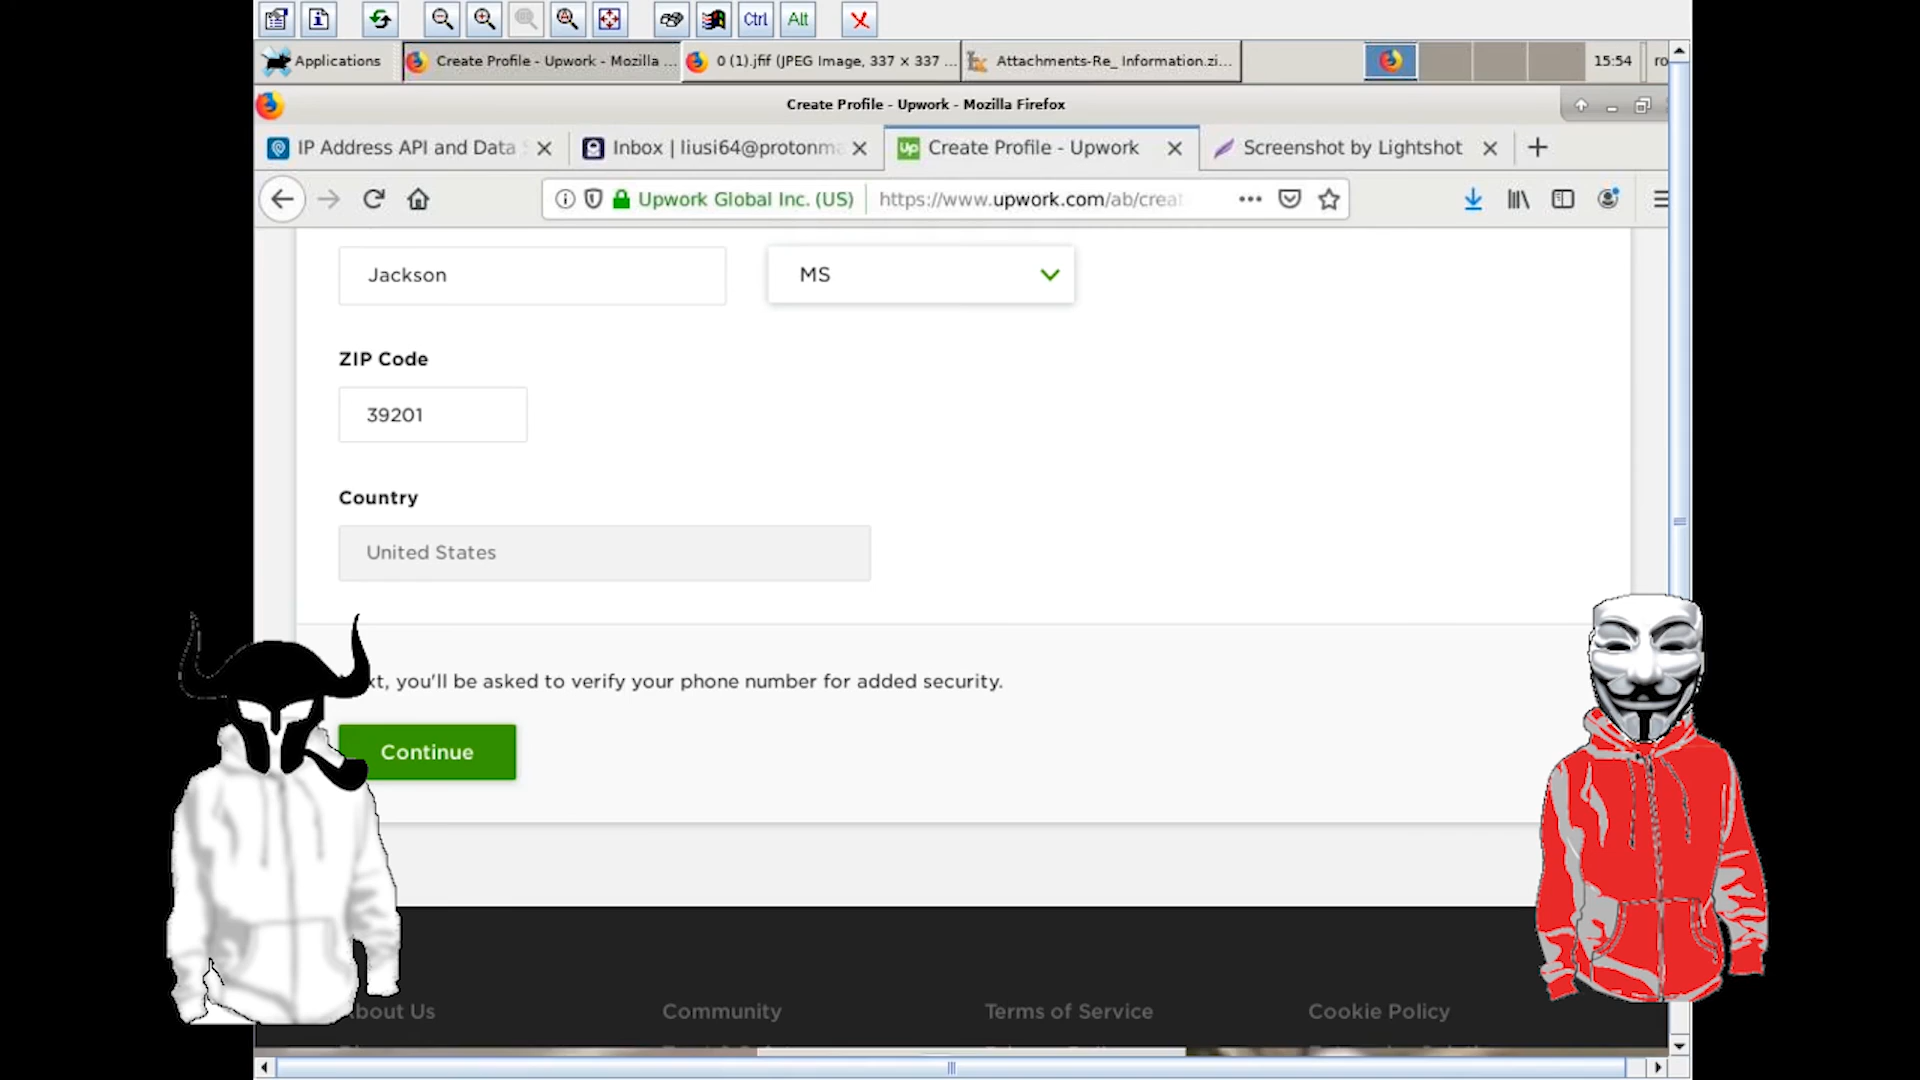 Ctrl Alt
Applications Create Profile - Upwork - Mozilla ... 0 (1).jfif (JPEG Image, 337 × 337 ... Attachments-Re_ Information.zi... 15:54 ro
Create Profile - Upwork - Mozilla Firefox
IP Address API and Data Inbox | liusi64@protonma Create Profile - Upwork Screenshot by Lightshot
Upwork Global Inc. (US) https://www.upwork.com/ab/creat
Jackson MS
ZIP Code
39201
Country
United States
xt, you'll be asked to verify your phone number for added security.
Continue
bout Us Community Terms of Service Cookie Policy